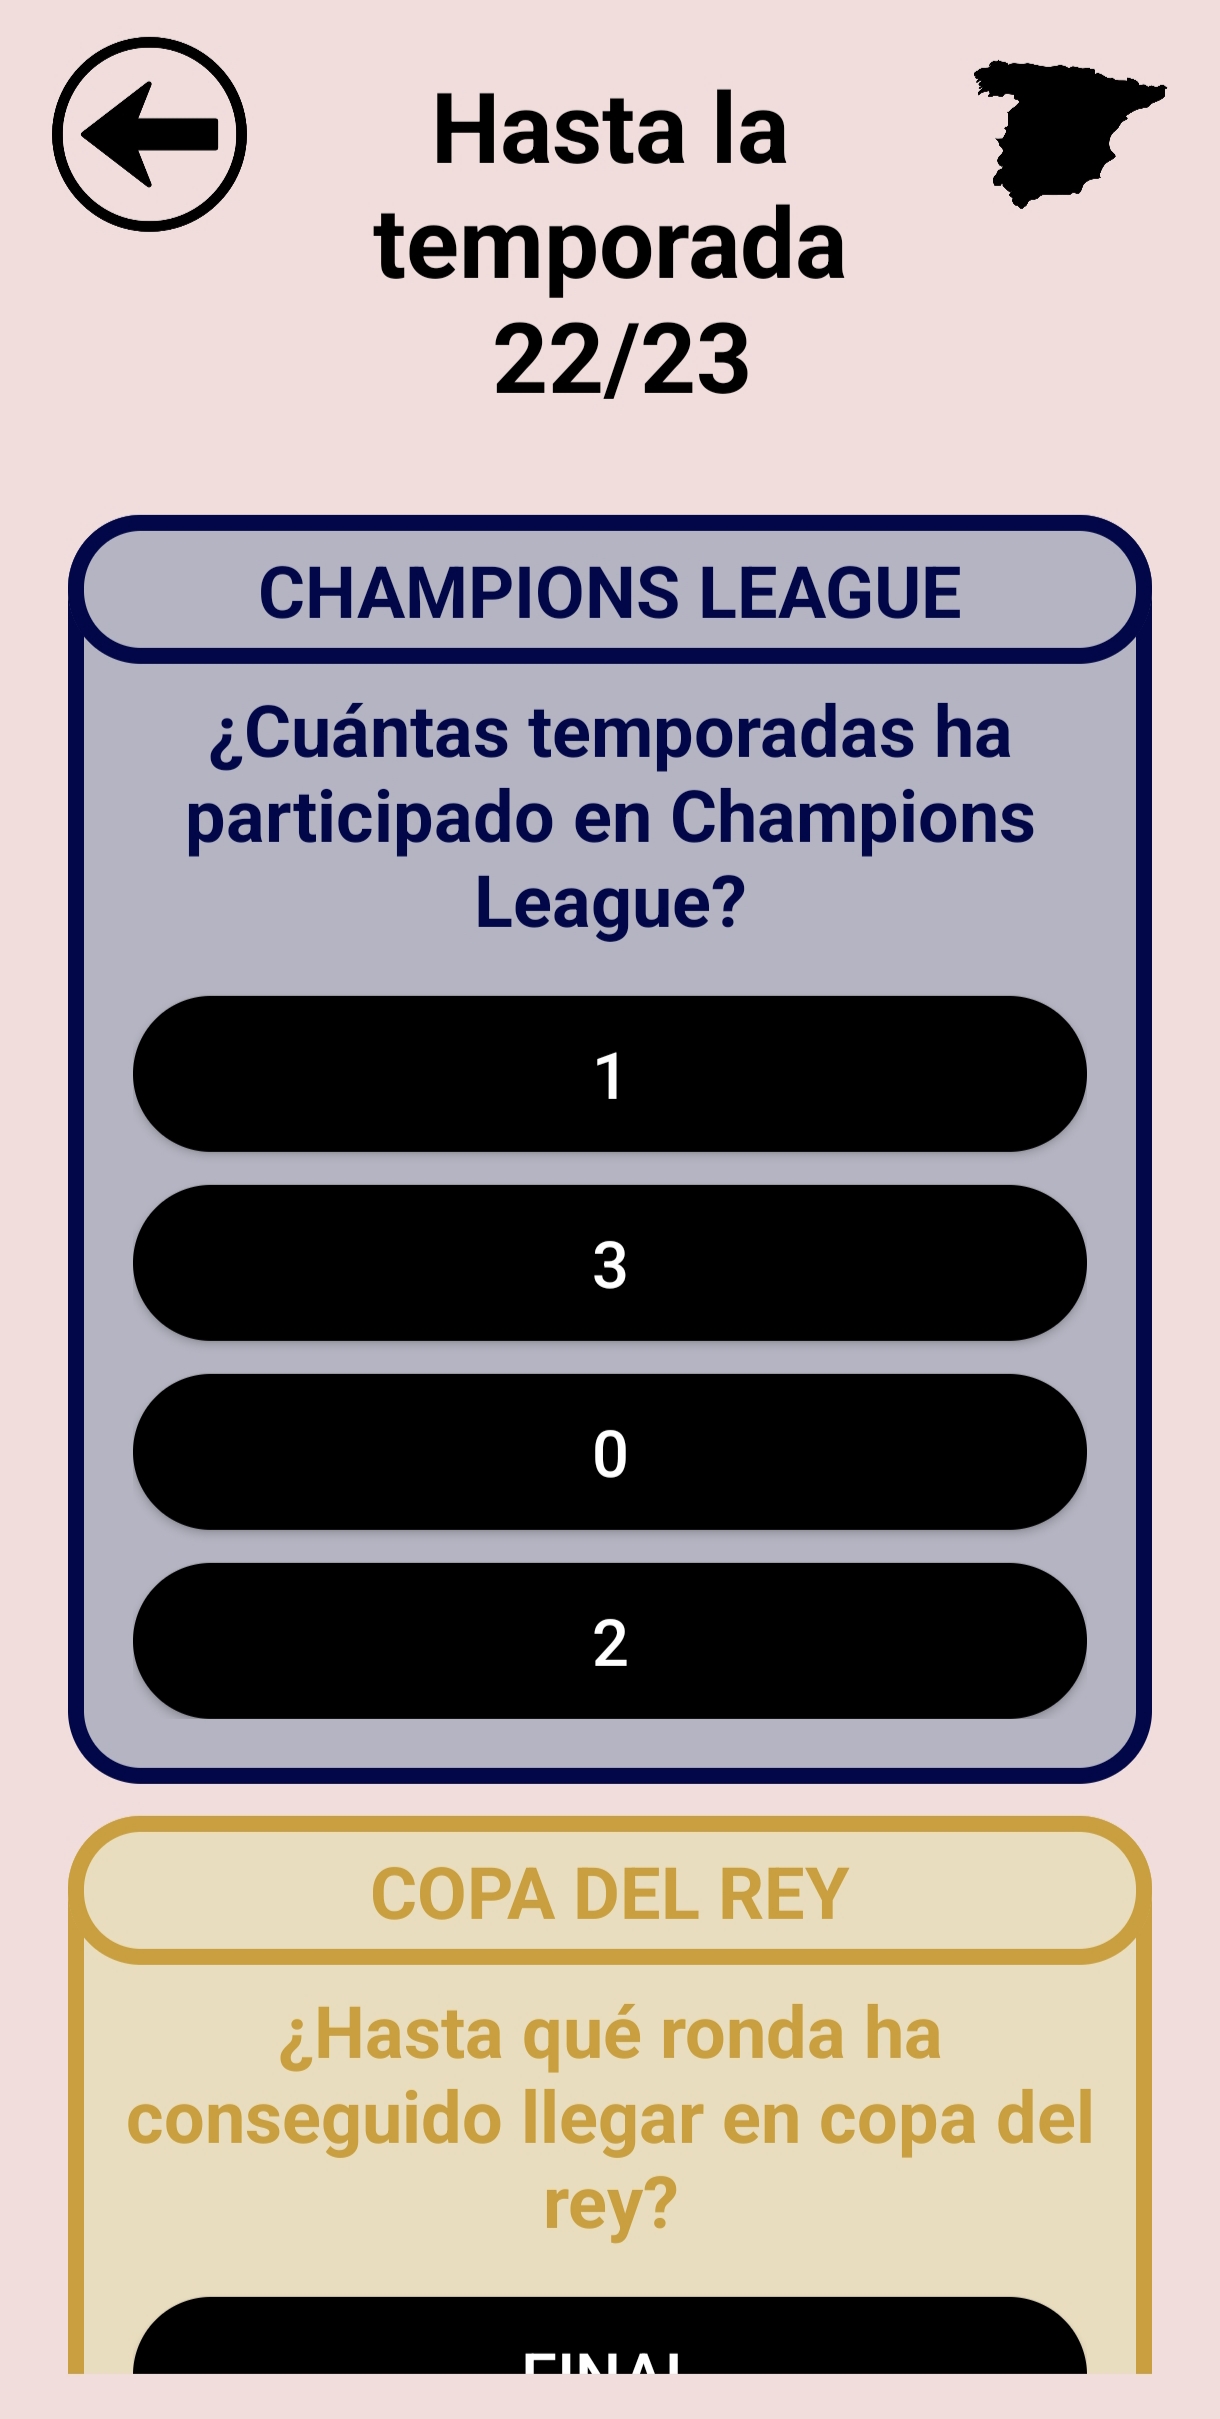 Hasta la
temporada
22/23
CHAMPIONS LEAGUE
¿Cuántas temporadas ha
participado en Champions
League?
1
3
0
2
COPA DEL REY
¿Hasta qué ronda ha
conseguido llegar en copa del
rey?
FINAL